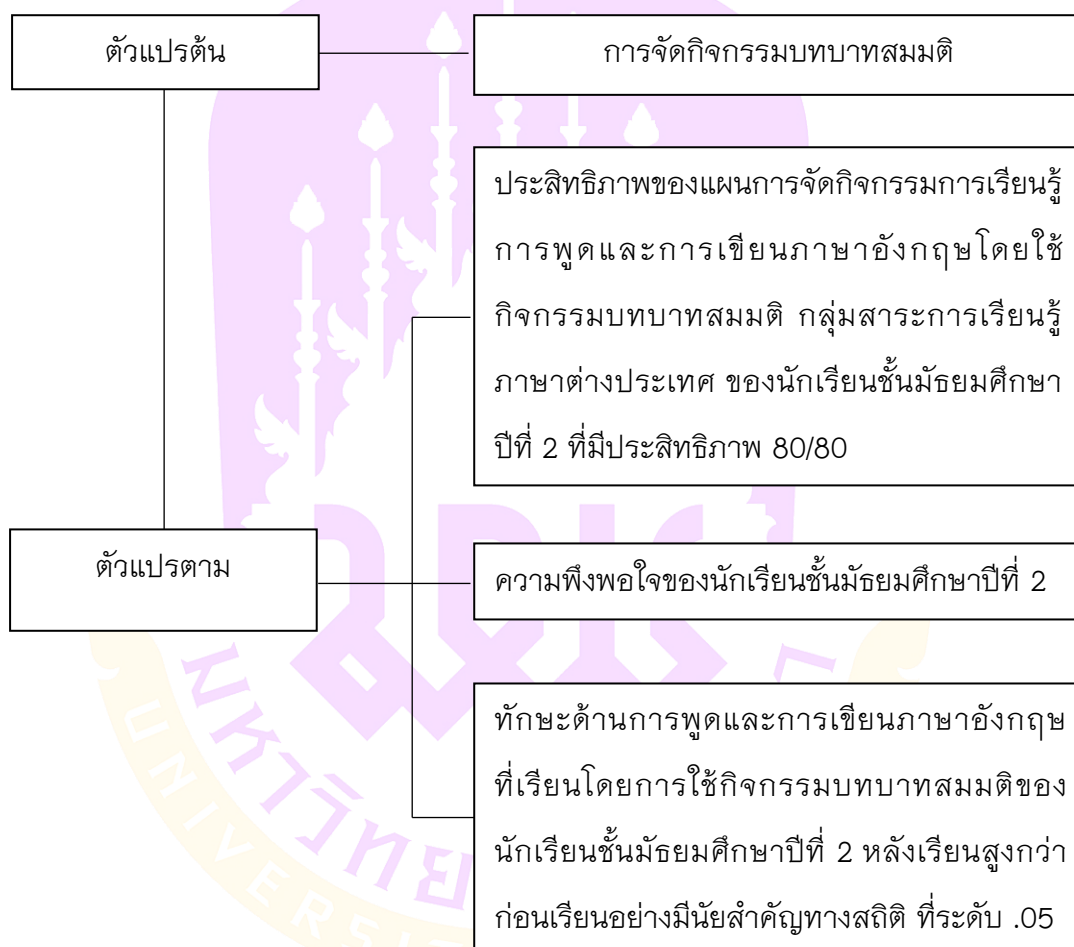 ตัวแปรต้น
การจัดกิจกรรมบทบาทสมมติ
ประสิทธิภาพของแผนการจัดกิจกรรมการเรียนรู้
การพูดและการเขียนภาษาอังกฤษโดยใช้
กิจกรรมบทบาทสมมติ กลุ่มสาระการเรียนรู้
ภาษาต่างประเทศ ของนักเรียนชั้นมัธยมศึกษา
ปีที่ 2 ที่มีประสิทธิภาพ 80/80
ตัวแปรตาม
ความพึงพอใจของนักเรียนชั้นมัธยมศึกษาปีที่ 2
ทักษะด้านการพูดและการเขียนภาษาอังกฤษ
ที่เรียนโดยการใช้กิจกรรมบทบาทสมมติของ
นักเรียนชั้นมัธยมศึกษาปีที่ 2 หลังเรียนสูงกว่า
ก่อนเรียนอย่างมีนัยสำคัญทางสถิติ ที่ระดับ .05